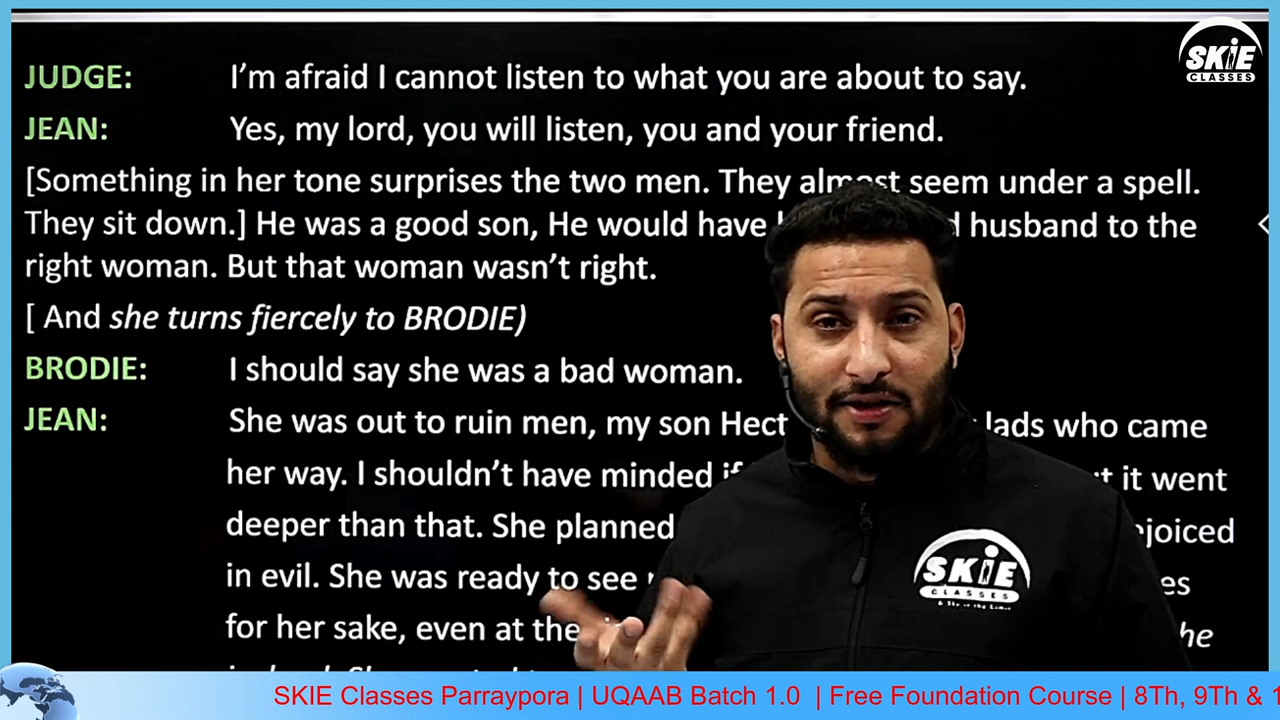 SKiE
CLASSES
JUDGE: I'm afraid I cannot listen to what you are about to say.
JEAN: Yes, my lord, you will listen, you and your friend.
[Something in her tone surprises the two men. They almost seem under a spell.
They sit down.] He was a good son, He would have husband to the
right woman. But that woman wasn't right.
[ And she turns fiercely to BRODIE)
BRODIE: I should say she was a bad woman.
JEAN: She was out to ruin men, my son Hect lads who came
her way. I shouldn't have minded it went
deeper than that. She planned
in evil. She was ready to see
for her sake, even at the
SKiE
CLASSES
SKIE Classes Parraypora | UQAAB Batch 1.0 | Free Foundation Course | 8Th, 9Th & 1